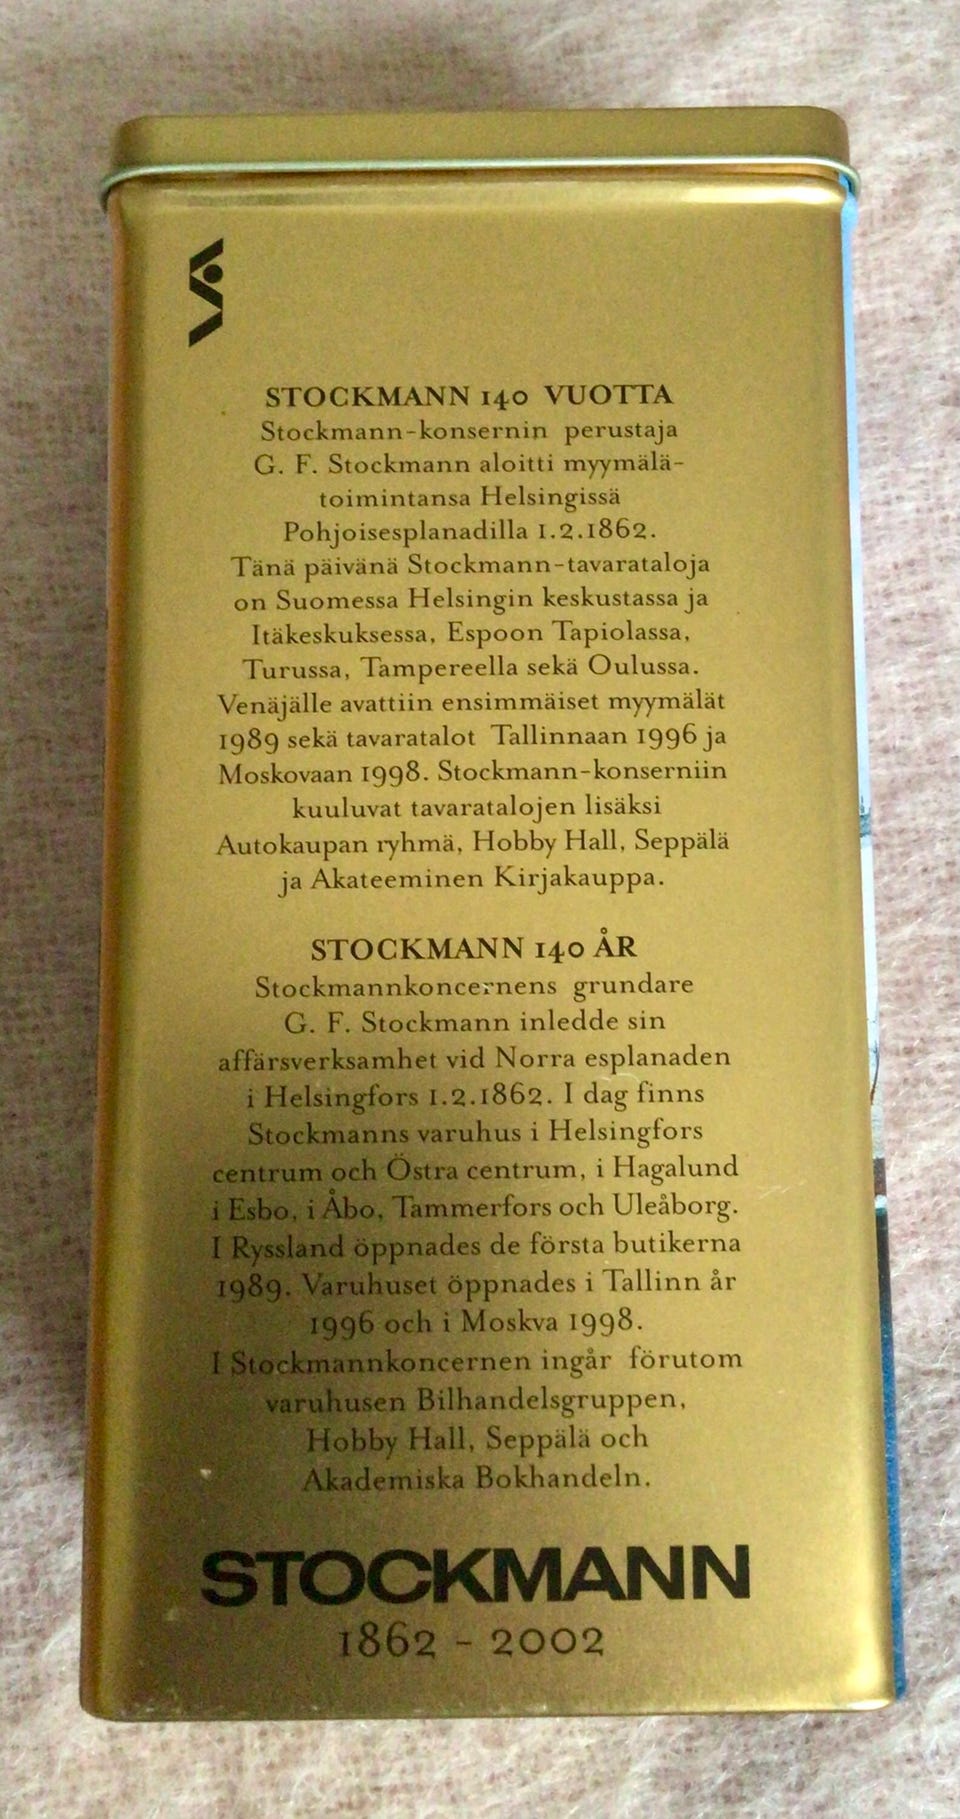 STOCKMANN 140 VUOTTA
Stockmann-konsernin perustaja
G. F. Stockmann aloitti myymälä-
toimintansa Helsingissä
Pohjoisesplanadilla 1.2.1862.
Tänä päivänä Stockmann-tavarataloja
on Suomessa Helsingin keskustassa ja
Itäkeskuksessa, Espoon Tapiolassa,
Turussa, Tampereella sekä Oulussa.
Venäjälle avattiin ensimmäiset myymälät
1989 sekä tavaratalot Tallinnaan 1996 ja
Moskovaan 1998. Stockmann-konserniin
kuuluvat tavaratalojen lisäksi
Autokaupan ryhmä, Hobby Hall, Seppälä
ja Akateeminen Kirjakauppa.
STOCKMANN 140 ÅR
Stockmannkoncernens grundare
G. F. Stockmann inledde sin
affärsverksamhet vid Norra esplanaden
i Helsingfors 1.2.1862. I dag finns
Stockmanns varuhus i Helsingfors
centrum och Östra centrum, i Hagalund
i Esbo, i Åbo, Tammerfors och Uleåborg.
I Ryssland öppnades de första butikerna
1989. Varuhuset öppnades i Tallinn år
1996 och i Moskva 1998.
I Stockmannkoncernen ingår förutom
varuhusen Bilhandelsgruppen,
Hobby Hall, Seppälä och
Akademiska Bokhandeln.
STOCKMANN
1862 - 2002